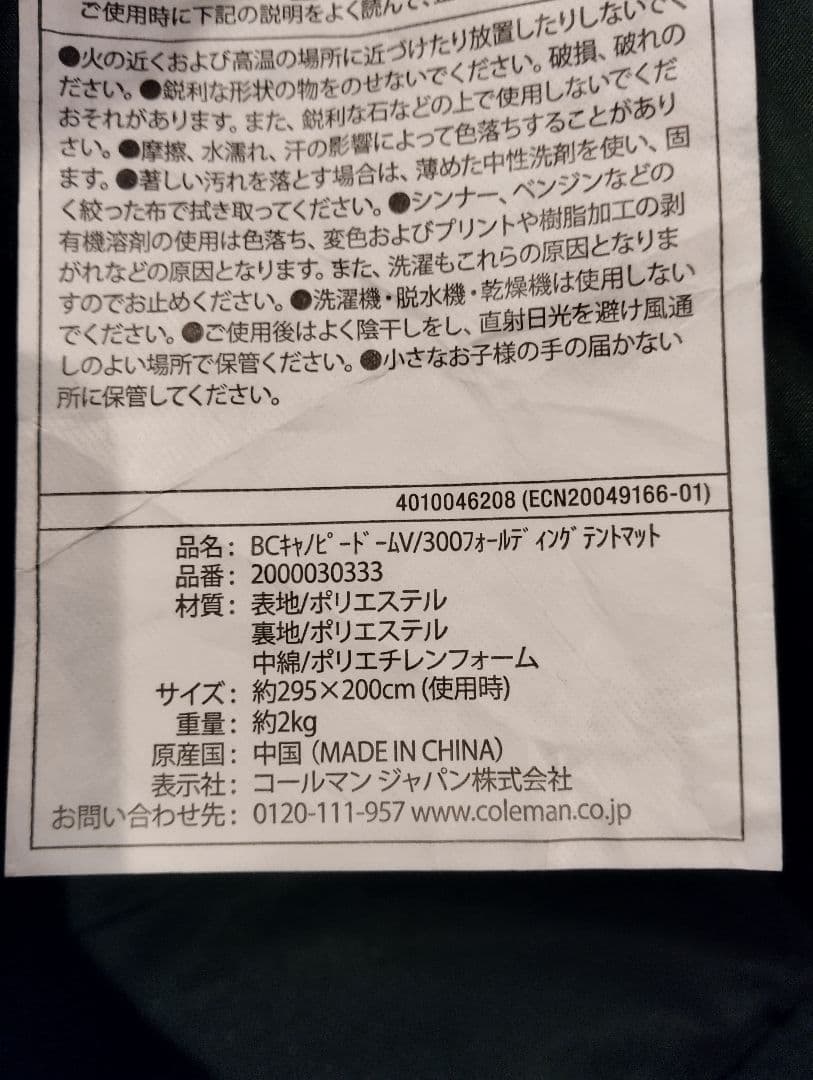 ご使用時に下記の説明をよく読んで、
●火の近くおよび高温の場所に近づけたり放置したりしないでく
ださい。●鋭利な形状の物をのせないでください。破損、破れの
おそれがあります。また、鋭利な石などの上で使用しないでくだ
さい。●摩擦、水濡れ、汗の影響によって色落ちすることがあり
ます。●著しい汚れを落とす場合は、薄めた中性洗剤を使い、固
く絞った布で拭き取ってください。●シンナー、ベンジンなどの
有機溶剤の使用は色落ち、変色およびプリントや樹脂加工の剥
がれなどの原因となります。また、洗濯もこれらの原因となりま
すのでお止めください。●洗濯機・脱水機・乾燥機は使用しない
でください。●ご使用後はよく陰干しをし、直射日光を避け風通
しのよい場所で保管ください。●小さなお子様の手の届かない
所に保管してください。
4010046208 (ECN20049166-01)
品名： BCｷｬﾉﾋﾟｰﾄﾞｰﾑV/300ﾌｫｰﾙﾃﾞｨﾝｸﾞﾃﾝﾄﾏｯﾄ
品番： 2000030333
材質： 表地/ポリエステル
裏地/ポリエステル
中綿/ポリエチレンフォーム
サイズ： 約295×200cm (使用時)
重量： 約2kg
原産国： 中国（MADE IN CHINA）
表示社： コールマン ジャパン株式会社
お問い合わせ先： 0120-111-957 www.coleman.co.jp